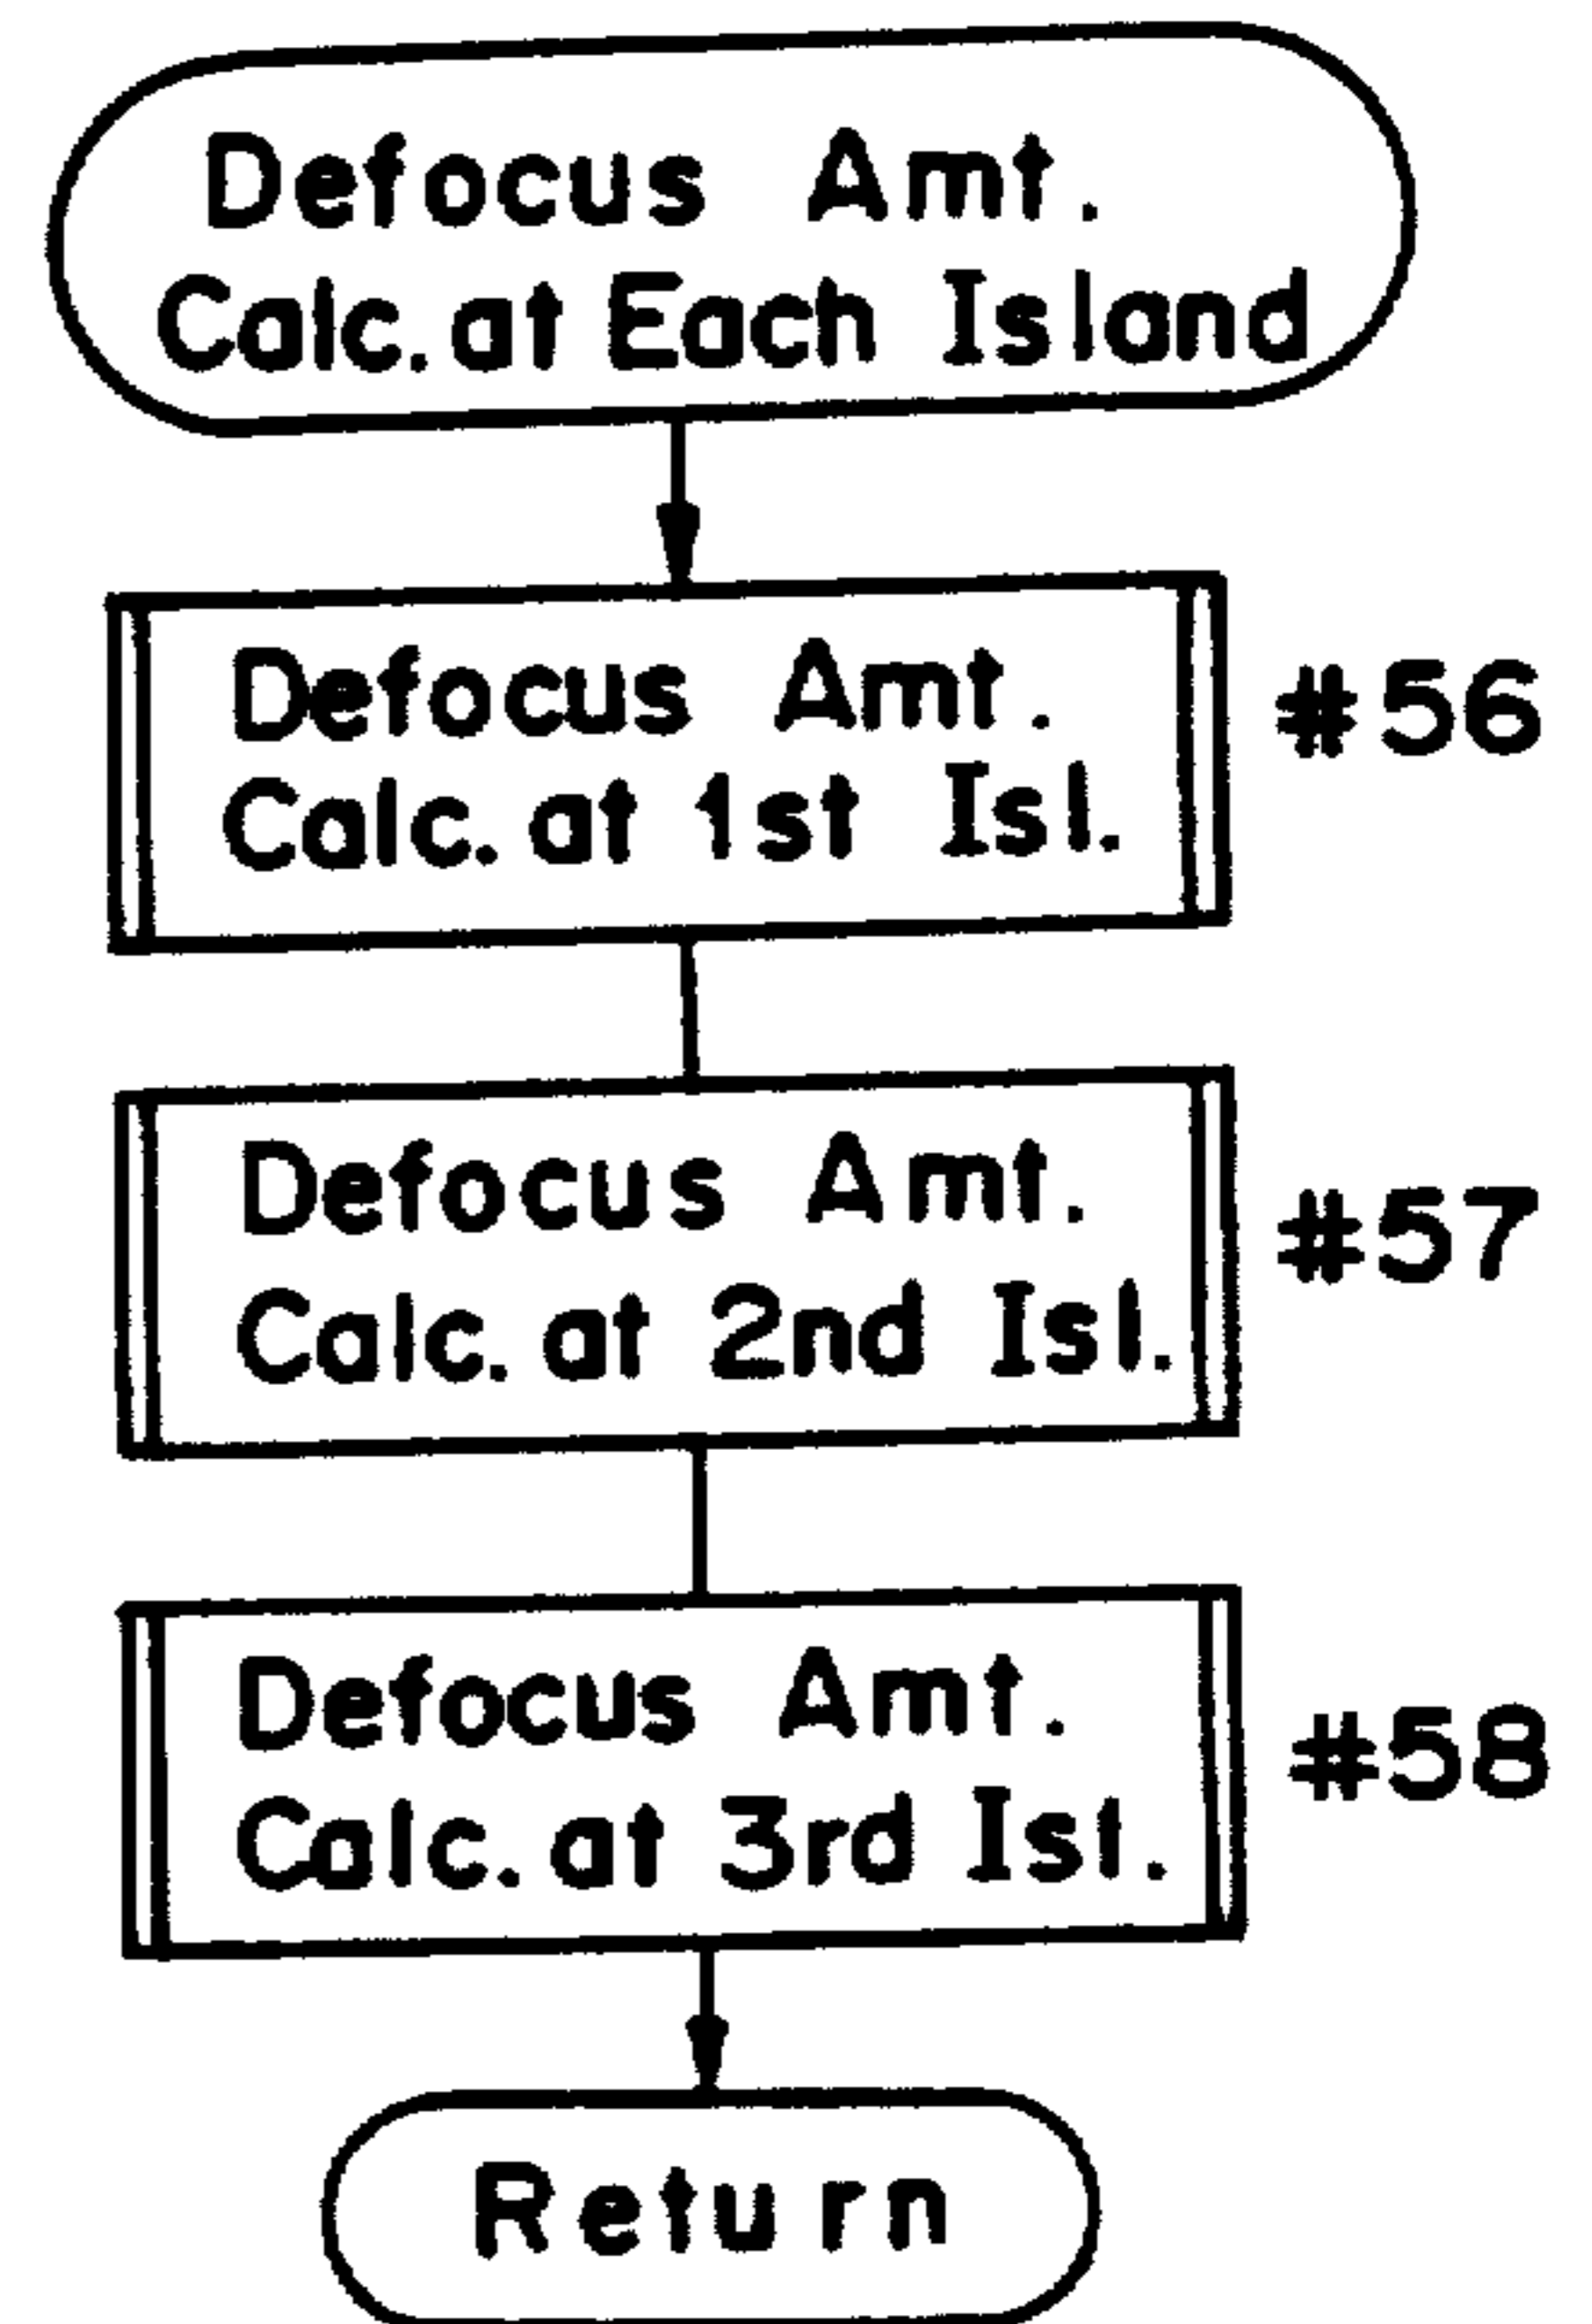 Defocus Amt.
Calc. at Each Island
Defocus Amt.
Calc. at 1st Isl.
#56
Defocus Amt.
Calc. at 2nd Isl.
#57
Defocus Amt.
Calc. at 3rd Isl.
#58
Return